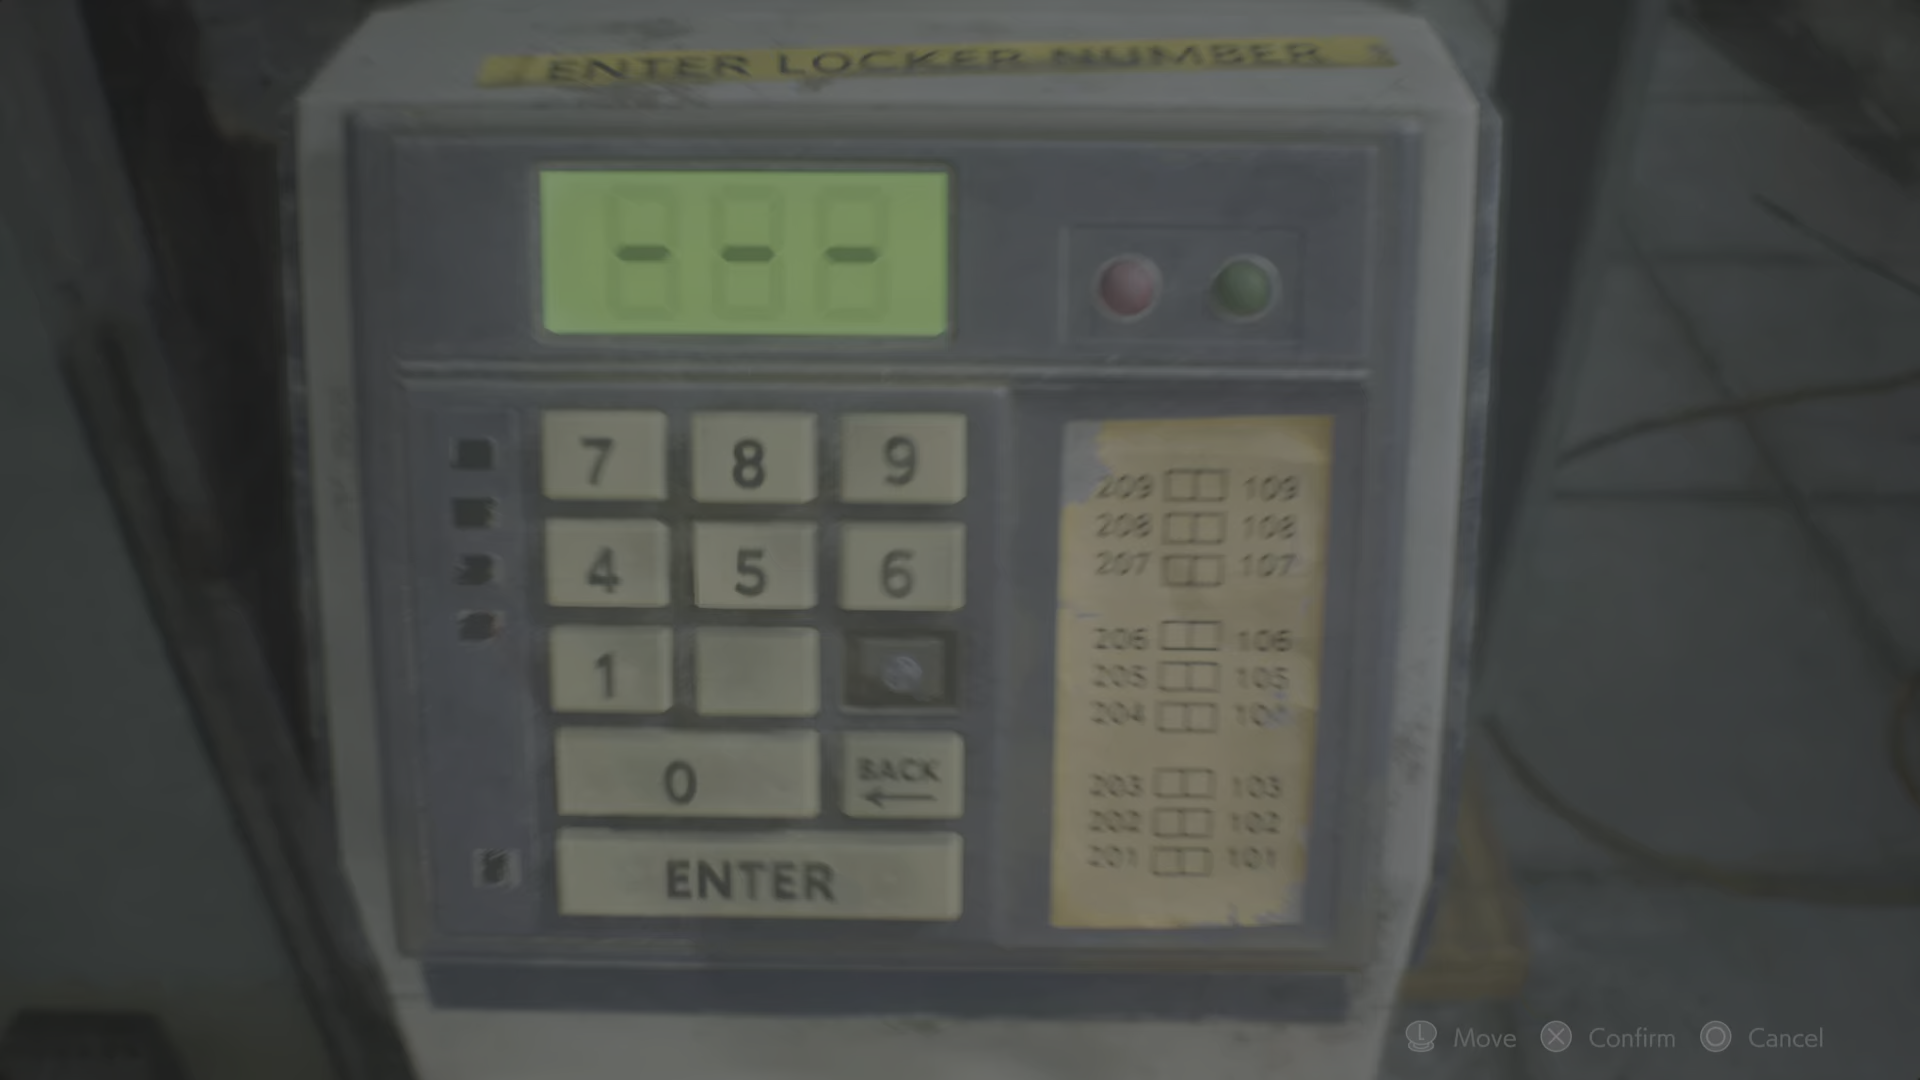 ENTER LOCKER NUMBER
- - -
7 8 9
4 5 6
1
0 BACK
ENTER
209 109
208 108
207 107
206 106
205 105
204 104
203 103
202 102
201 101
L Move X Confirm O Cancel